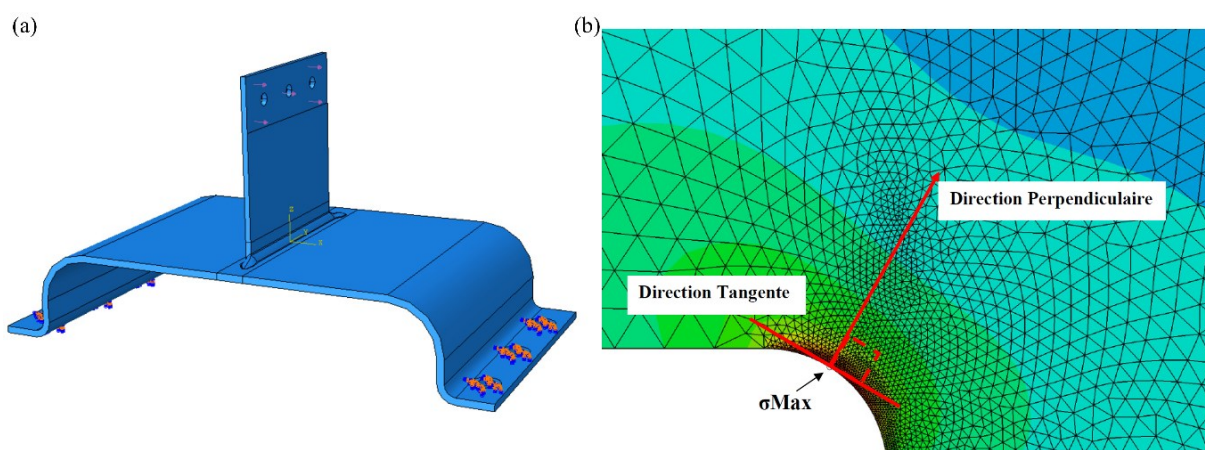 (a)
(b)
Z
Y
X
Direction Perpendiculaire
Direction Tangente
σMax